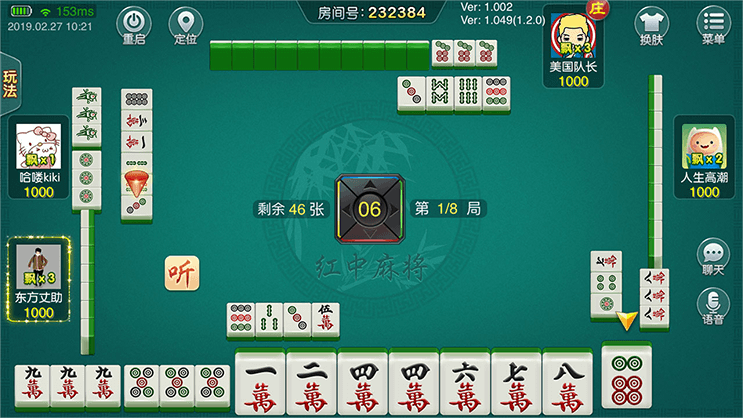 153ms
2019.02.27 10:21
重启
定位
房间号：232384
Ver: 1.002
Ver: 1.049(1.2.0)
庄
飘x3
美国队长
1000
换肤
菜单
玩法
飘x1
哈喽kiki
1000
飘x2
人生高潮
1000
剩余 46 张
06
第 1/8 局
红中麻将
听
飘x3
东方丈助
1000
聊天
语音
伍萬
九萬 九萬 九萬
一萬 二萬 四萬 四萬 六萬 七萬 八萬